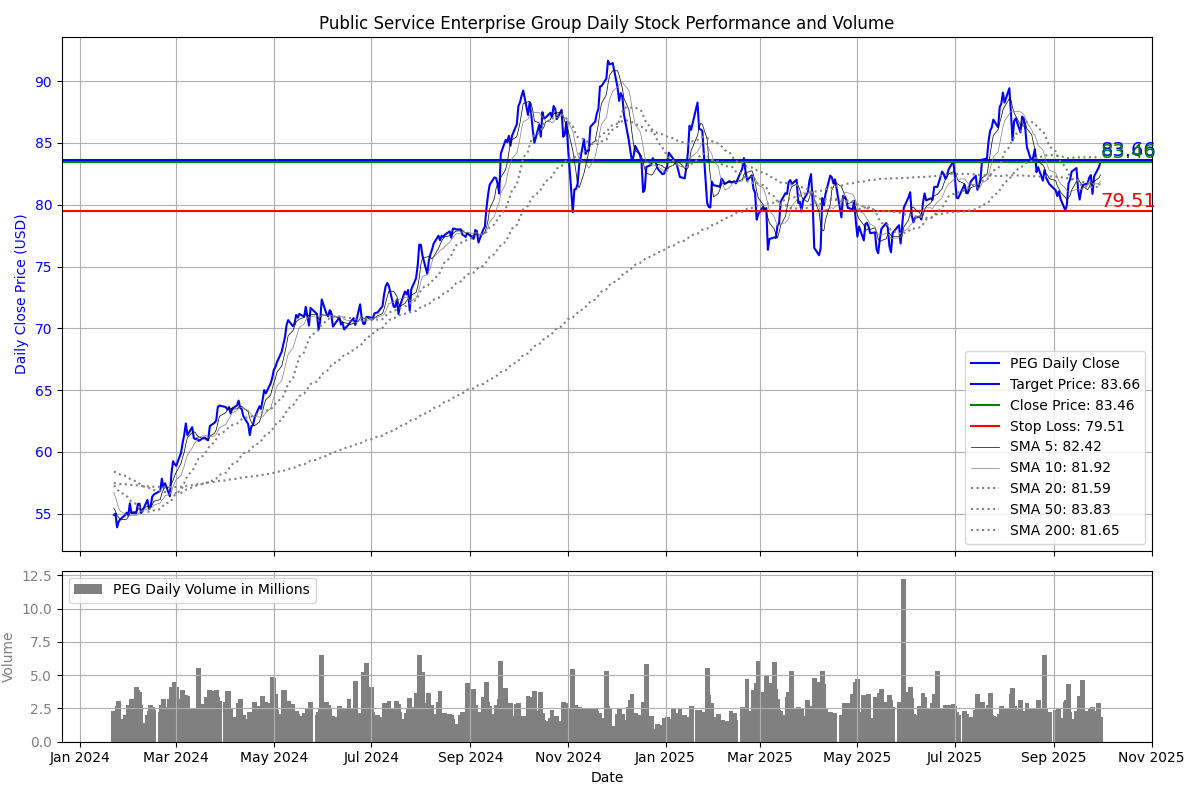 Public Service Enterprise Group Daily Stock Performance and Volume
Daily Close Price (USD)
90
85
80
75
70
65
60
55
83.66
83.46
79.51
PEG Daily Close
Target Price: 83.66
Close Price: 83.46
Stop Loss: 79.51
SMA 5: 82.42
SMA 10: 81.92
SMA 20: 81.59
SMA 50: 83.83
SMA 200: 81.65
Volume
12.5
10.0
7.5
5.0
2.5
0.0
PEG Daily Volume in Millions
Jan 2024 Mar 2024 May 2024 Jul 2024 Sep 2024 Nov 2024 Jan 2025 Mar 2025 May 2025 Jul 2025 Sep 2025 Nov 2025
Date